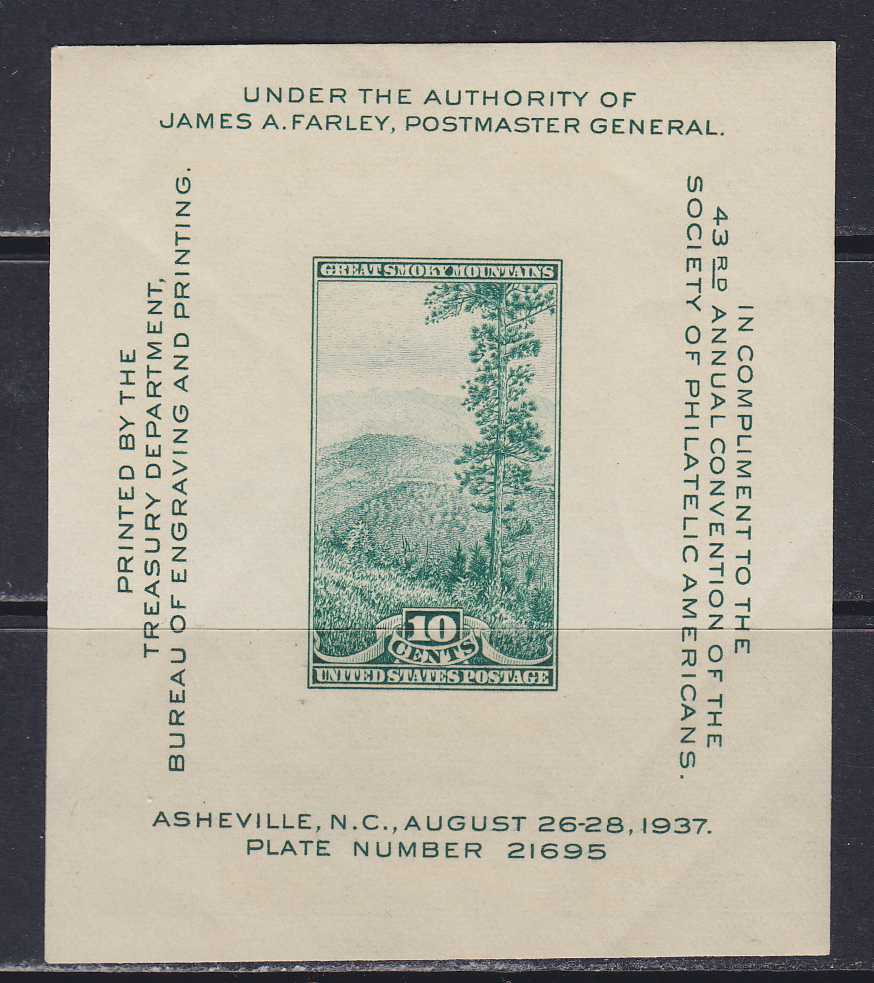 UNDER THE AUTHORITY OF
JAMES A. FARLEY, POSTMASTER GENERAL.
PRINTED BY THE
TREASURY DEPARTMENT,
BUREAU OF ENGRAVING AND PRINTING.
GREAT SMOKY MOUNTAINS
10
CENTS
UNITED STATES POSTAGE
IN COMPLIMENT TO THE
43RD ANNUAL CONVENTION OF THE
SOCIETY OF PHILATELIC AMERICANS.
ASHEVILLE, N.C., AUGUST 26-28, 1937.
PLATE NUMBER 21695